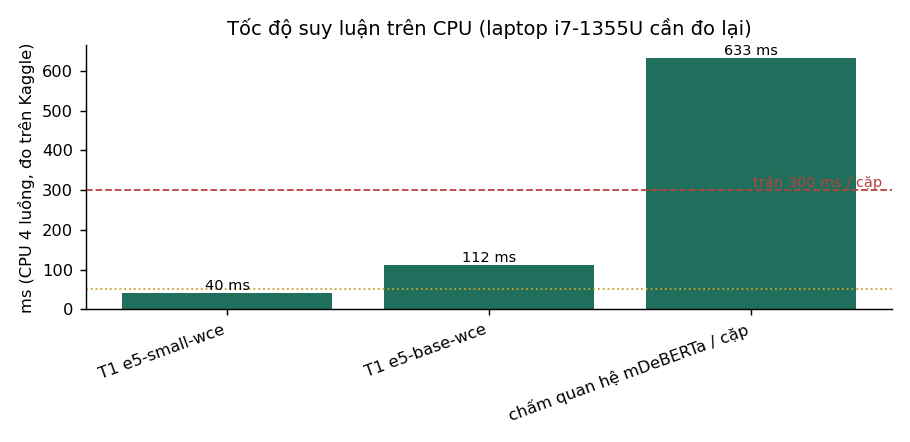 Tốc độ suy luận trên CPU (laptop i7-1355U cần đo lại)
ms (CPU 4 luồng, đo trên Kaggle)
600
500
400
300
200
100
0
633 ms
trần 300 ms / cặp
112 ms
40 ms
T1 e5-small-wce
T1 e5-base-wce
chấm quan hệ mDeBERTa / cặp